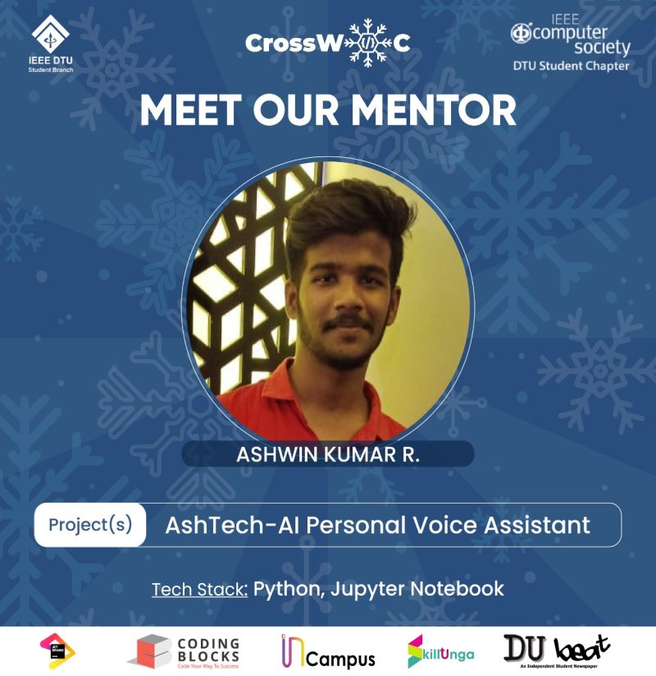 IEEE DTU
Student Branch
CrossW C
IEEE
computer
society
DTU Student Chapter
MEET OUR MENTOR
ASHWIN KUMAR R.
Project(s)
AshTech-AI Personal Voice Assistant
Tech Stack: Python, Jupyter Notebook
CODING
BLOCKS
Code Your Way To Success
inCampus
SkillUnga
DU beat
An Independent Student Newspaper